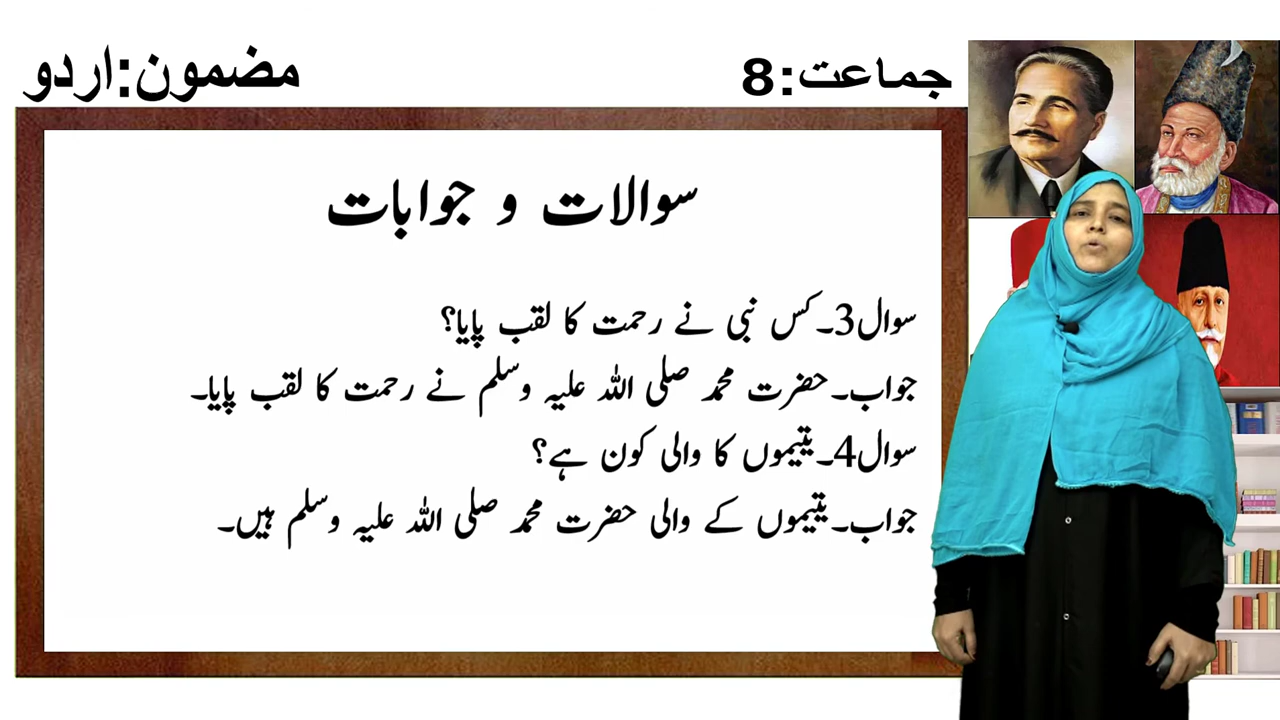 جماعت:8
مضمون:اردو
سوالات و جوابات
سوال3۔کس نبی نے رحمت کا لقب پایا؟
جواب۔حضرت محمد صلی اللہ علیہ وسلم نے رحمت کا لقب پایا۔
سوال4۔یتیموں کا والی کون ہے؟
جواب۔یتیموں کے والی حضرت محمد صلی اللہ علیہ وسلم ہیں۔